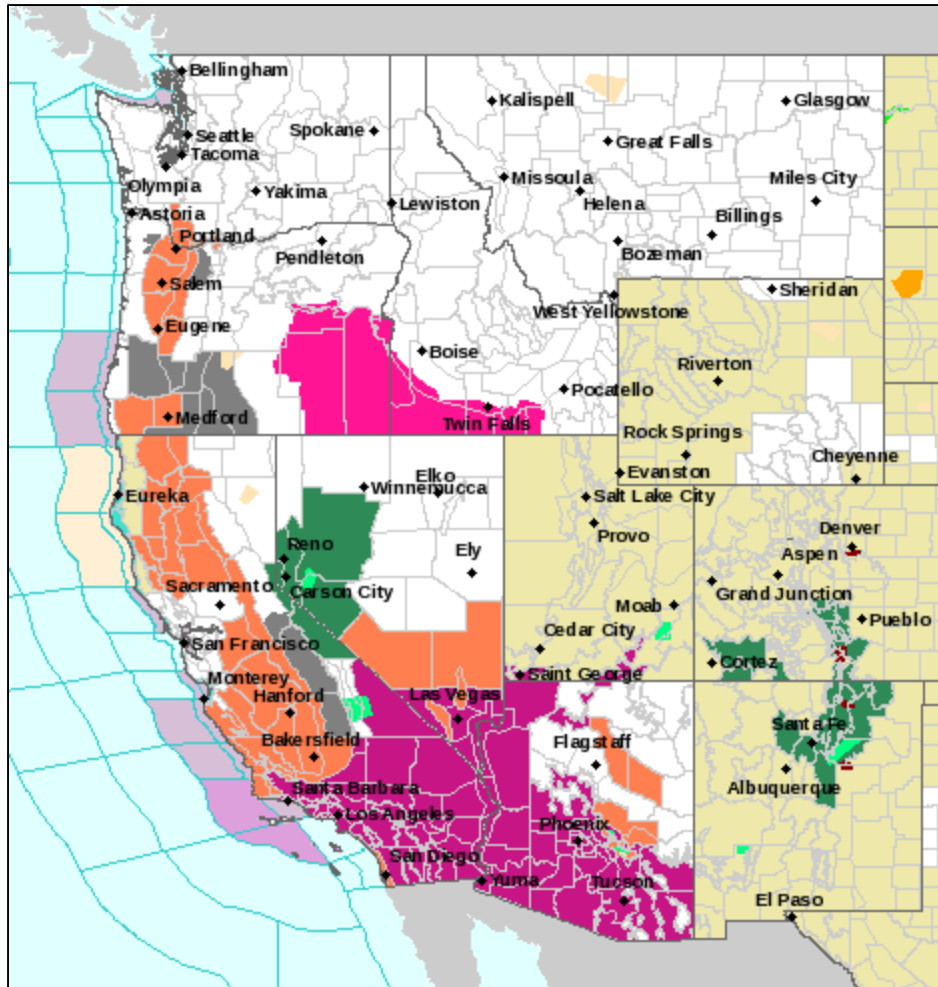 Bellingham
Kalispell
Glasgow
Seattle
Spokane
Great Falls
Tacoma
Olympia
Yakima
Missoula
Miles City
Astoria
Lewiston
Helena
Billings
Portland
Pendleton
Bozeman
Salem
Sheridan
West Yellowstone
Eugene
Boise
Riverton
Pocatello
Medford
Twin Falls
Rock Springs
Cheyenne
Elko
Evanston
Eureka
Winnemucca
Salt Lake City
Provo
Denver
Reno
Ely
Aspen
Sacramento
Carson City
Grand Junction
Moab
Pueblo
Cedar City
San Francisco
Cortez
Monterey
Saint George
Hanford
Las Vegas
Santa Fe
Bakersfield
Flagstaff
Albuquerque
Santa Barbara
Los Angeles
Phoenix
San Diego
Yuma
Tucson
El Paso